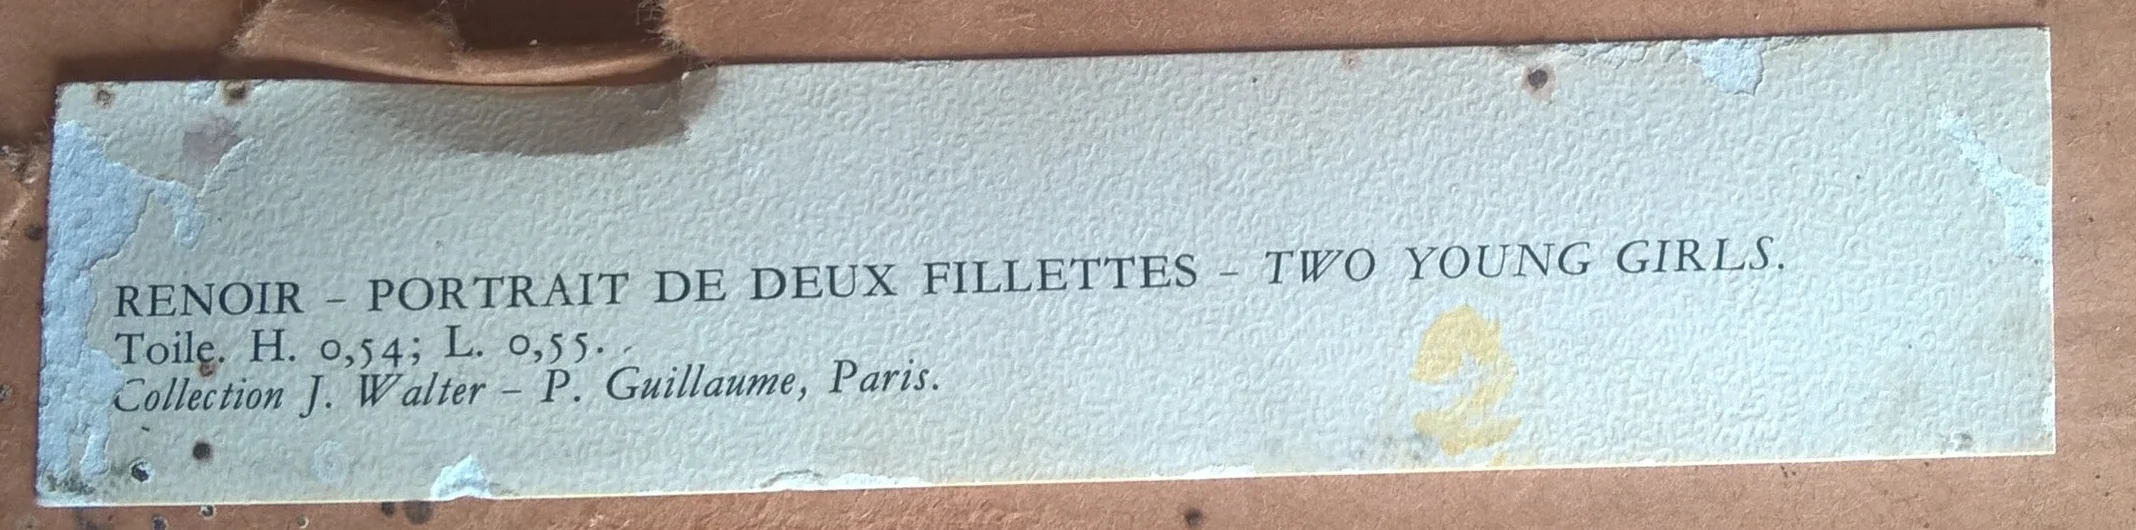 RENOIR – PORTRAIT DE DEUX FILLETTES – TWO YOUNG GIRLS.
Toile. H. 0,54; L. 0,55.
Collection J. Walter – P. Guillaume, Paris.